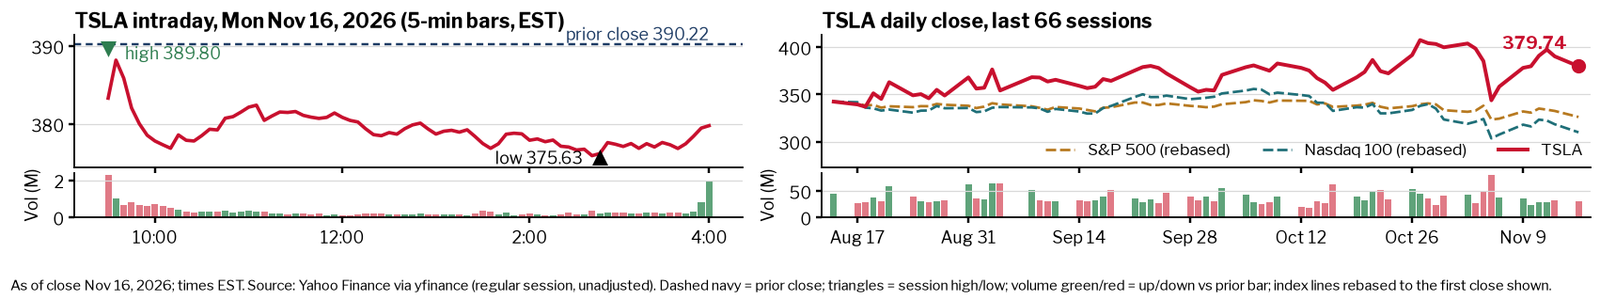 TSLA intraday, Mon Nov 16, 2026 (5-min bars, EST)
prior close 390.22
390
high 389.80
380
low 375.63
Vol (M)
2
0
10:00
12:00
2:00
4:00
TSLA daily close, last 66 sessions
400
379.74
350
300
S&P 500 (rebased)
Nasdaq 100 (rebased)
TSLA
Vol (M)
50
0
Aug 17
Aug 31
Sep 14
Sep 28
Oct 12
Oct 26
Nov 9
As of close Nov 16, 2026; times EST. Source: Yahoo Finance via yfinance (regular session, unadjusted). Dashed navy = prior close; triangles = session high/low; volume green/red = up/down vs prior bar; index lines rebased to the first close shown.